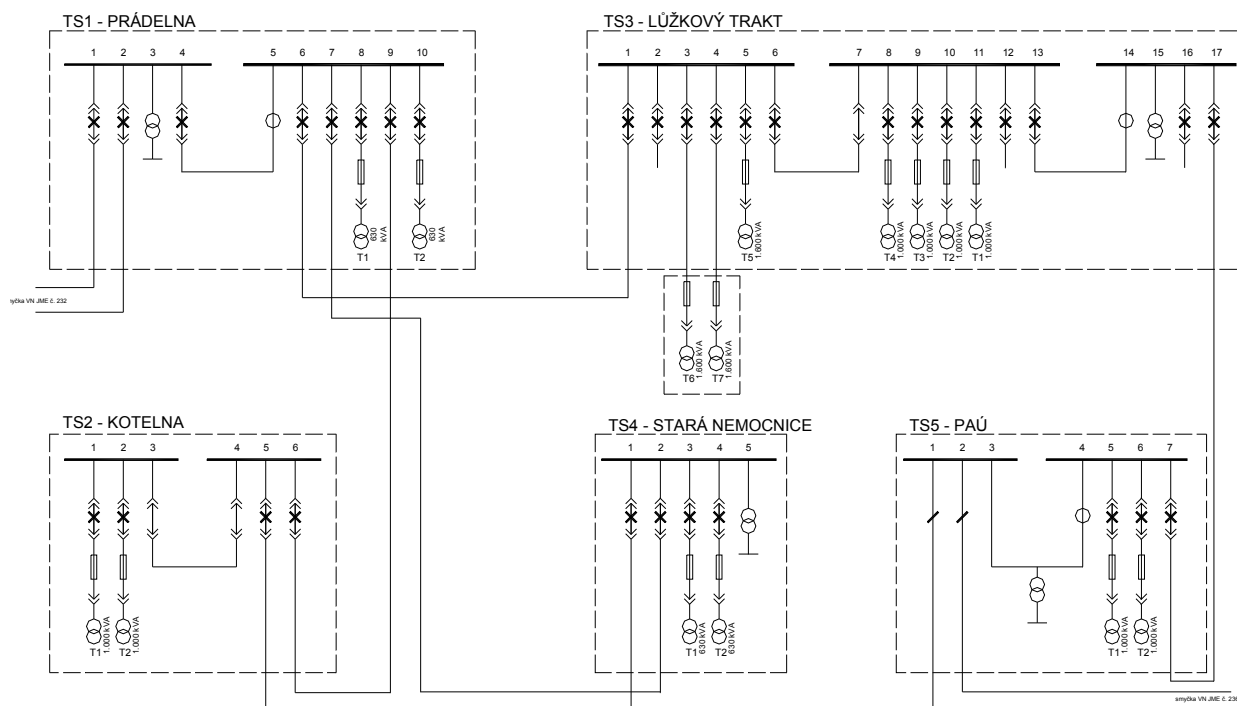 TS1 - PRÁDELNA
1 2 3 4 5 6 7 8 9 10
630 kVA
630 kVA
T1 T2
smyčka VN JME č. 232
TS3 - LŮŽKOVÝ TRAKT
1 2 3 4 5 6 7 8 9 10 11 12 13 14 15 16 17
T5 1.600 kVA
T4 1.000 kVA
T3 1.000 kVA
T2 1.000 kVA
T1 1.000 kVA
T6 1.600 kVA
T7 1.600 kVA
TS2 - KOTELNA
1 2 3 4 5 6
T1 1.000 kVA
T2 1.000 kVA
TS4 - STARÁ NEMOCNICE
1 2 3 4 5
T1 630 kVA
T2 630 kVA
TS5 - PAÚ
1 2 3 4 5 6 7
T1 1.000 kVA
T2 1.000 kVA
smyčka VN JME č. 236